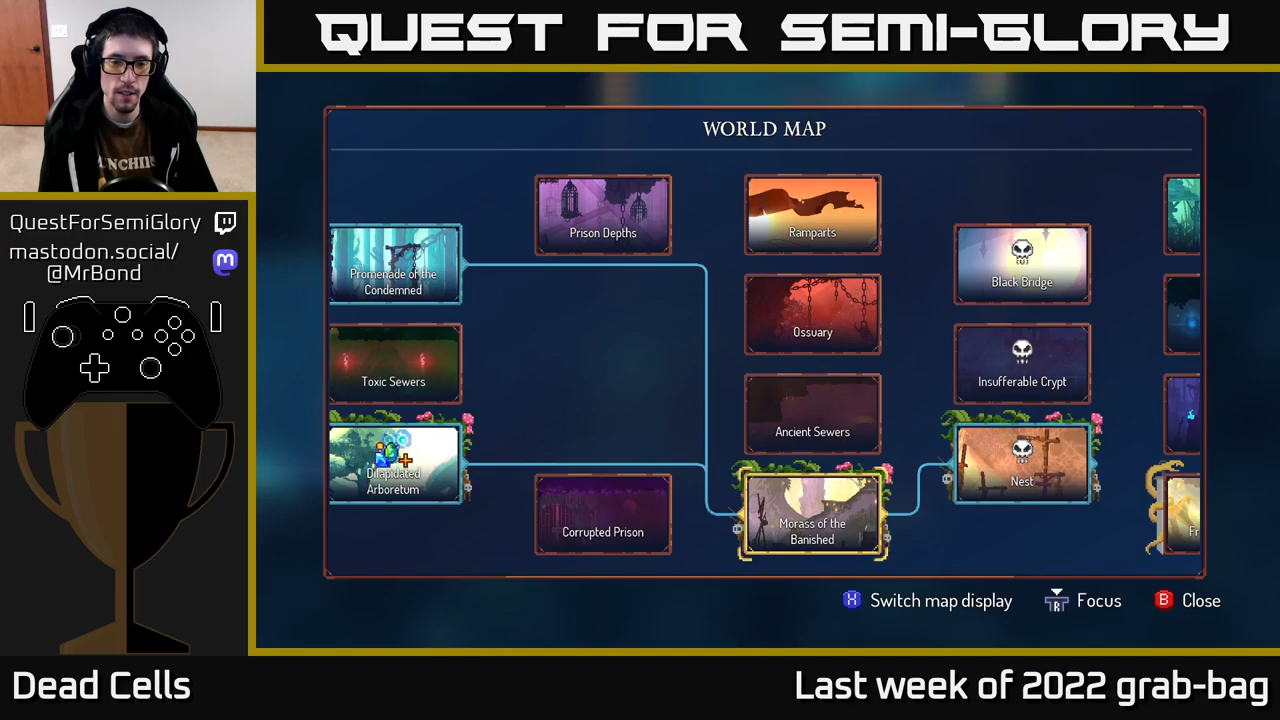 QUEST FOR SEMI-GLORY
QuestForSemiGlory
mastodon.social/
@MrBond
WORLD MAP
Prison Depths
Ramparts
Promenade of the
Condemned
Black Bridge
Ossuary
Toxic Sewers
Insufferable Crypt
Ancient Sewers
Dilapidated
Arboretum
Nest
Corrupted Prison
Morass of the
Banished
Fr
X Switch map display
R Focus
B Close
Dead Cells
Last week of 2022 grab-bag